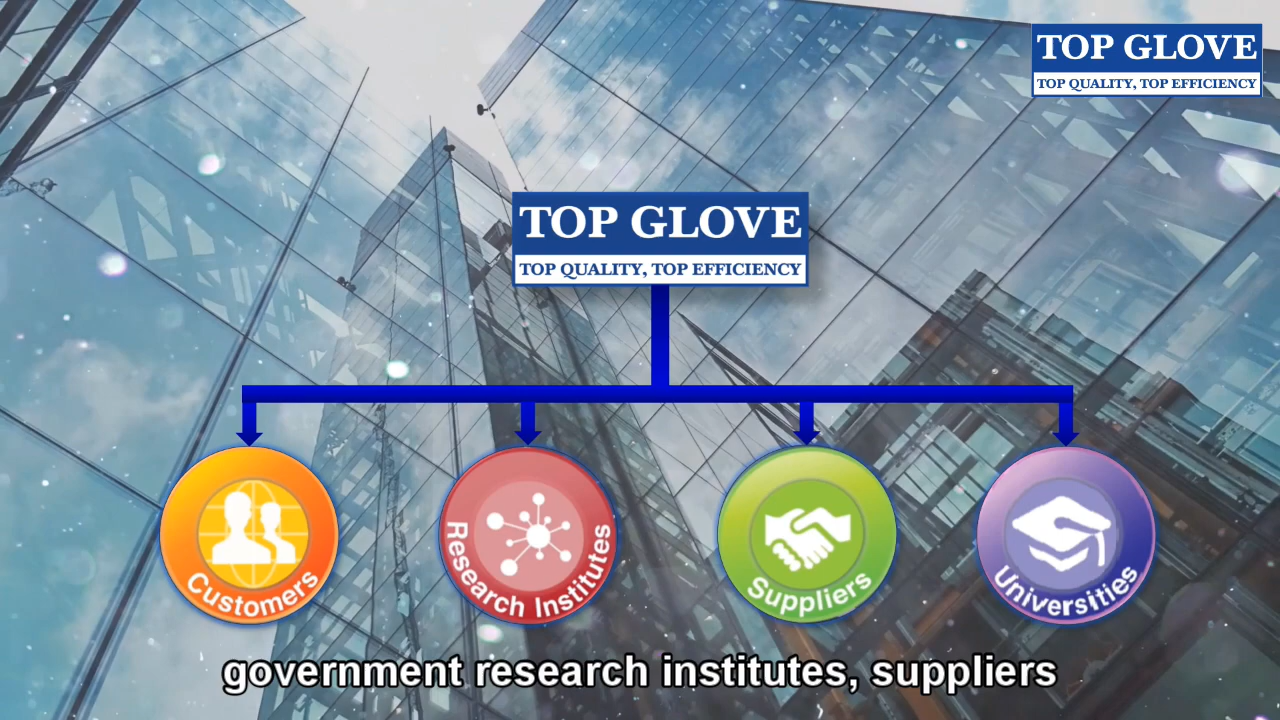 TOP GLOVE
TOP QUALITY, TOP EFFICIENCY
TOP GLOVE
TOP QUALITY, TOP EFFICIENCY
Customers
Research Institutes
Suppliers
Universities
government research institutes, suppliers